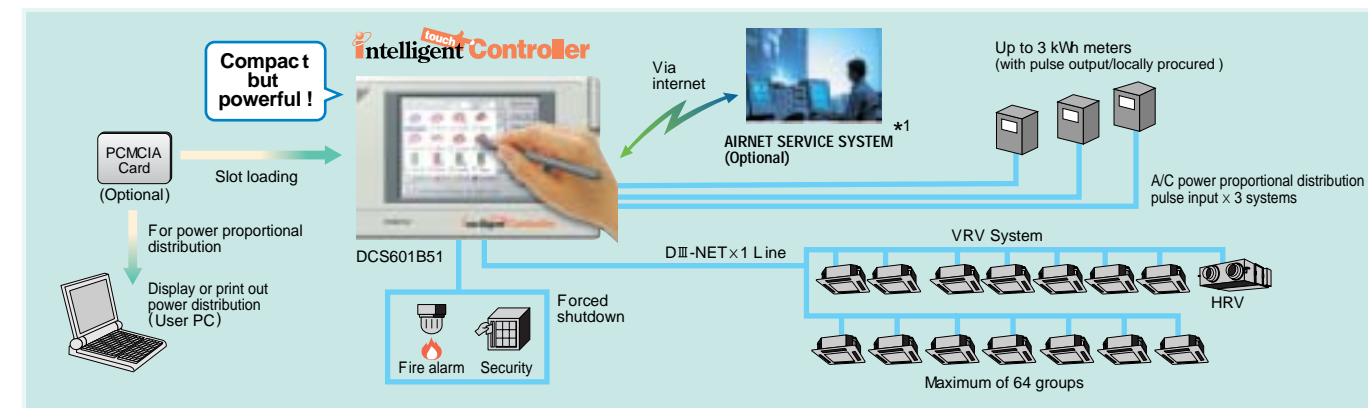 Compact
but
powerful !
intelligent touch Controller
Via
internet
AIRNET SERVICE SYSTEM *1
(Optional)
Up to 3 kWh meters
(with pulse output/locally procured )
PCMCIA
Card
(Optional)
Slot loading
For power proportional
distribution
Display or print out
power distribution
(User PC)
DCS601B51
Forced
shutdown
Fire alarm
Security
DⅢ-NET×1 Line
A/C power proportional distribution
pulse input × 3 systems
VRV System
HRV
Maximum of 64 groups